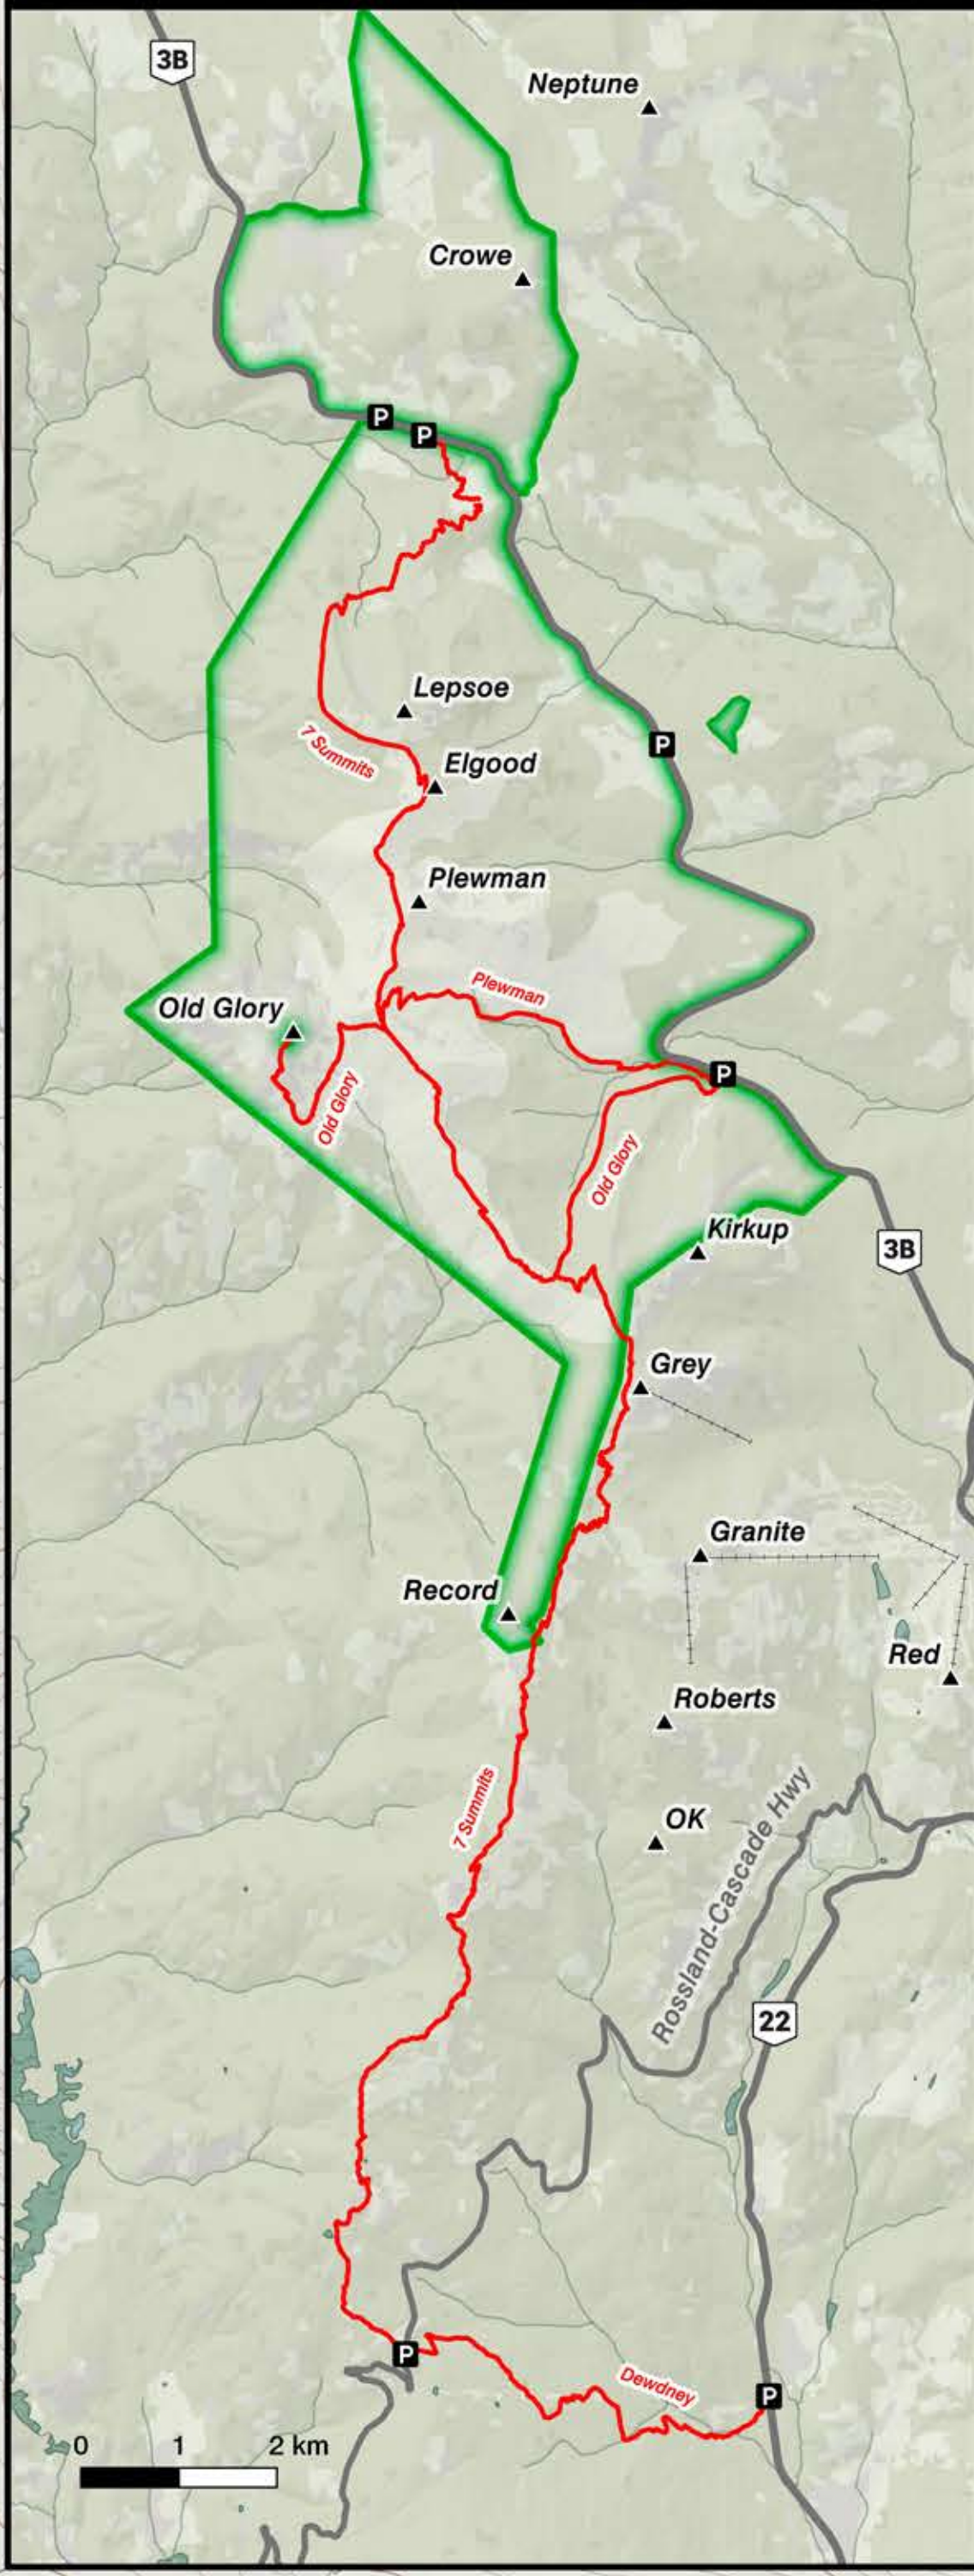 3B
Neptune
Crowe
P
P
Lepsoe
7 Summits
P
Elgood
Plewman
Plewman
Old Glory
P
Old Glory
Old Glory
Kirkup
3B
Grey
Granite
Record
Red
Roberts
7 Summits
OK
Rossland-Cascade Hwy
22
P
Dewdney
P
0 1 2 km